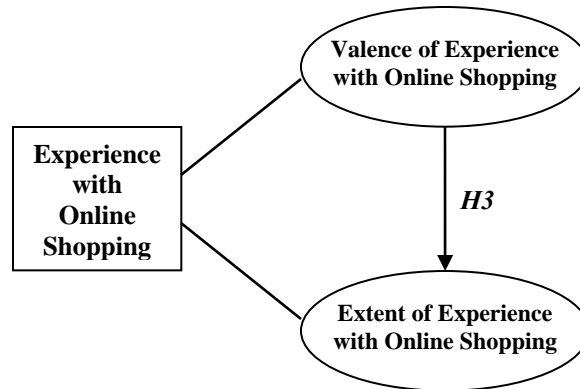 Valence of Experience
with Online Shopping
Experience
with
Online
Shopping
H3
Extent of Experience
with Online Shopping